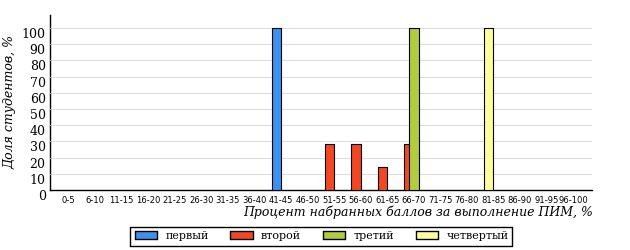 Доля студентов, %
100
90
80
70
60
50
40
30
20
10
0
0-5 6-10 11-15 16-20 21-25 26-30 31-35 36-40 41-45 46-50 51-55 56-60 61-65 66-70 71-75 76-80 81-85 86-90 91-95 96-100
Процент набранных баллов за выполнение ПИМ, %
первый второй третий четвертый